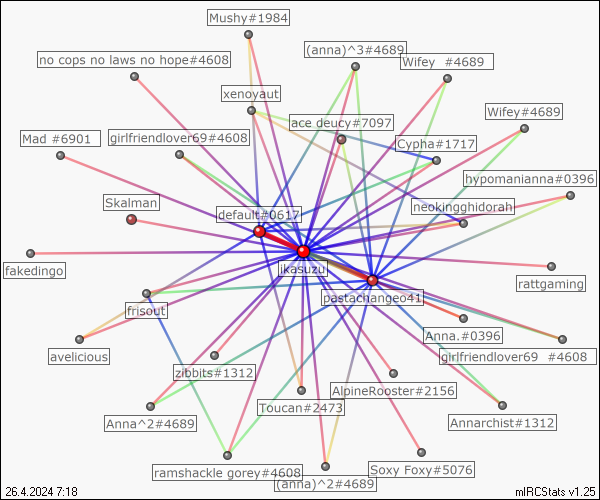 Mushy#1984
(anna)^3#4689
no cops no laws no hope#4608
Wifey  #4689
xenoyaut
Wifey#4689
ace deucy#7097
Mad #6901
girlfriendlover69#4608
Cypha#1717
hypomanianna#0396
Skalman
default#0617
neokingghidorah
fakedingo
ikasuzu
rattgaming
pastachangeo41
frisout
Anna.#0396
avelicious
girlfriendlover69  #4608
zibbits#1312
AlpineRooster#2156
Toucan#2473
Anna^2#4689
Annarchist#1312
ramshackle gorey#4608
Soxy Foxy#5076
(anna)^2#4689
26.4.2024 7:18
mIRCStats v1.25